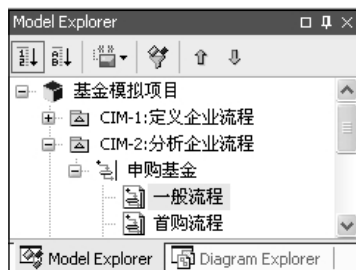 Model Explorer
基金模拟项目
CIM-1:定义企业流程
CIM-2:分析企业流程
申购基金
一般流程
首购流程
Model Explorer Diagram Explorer